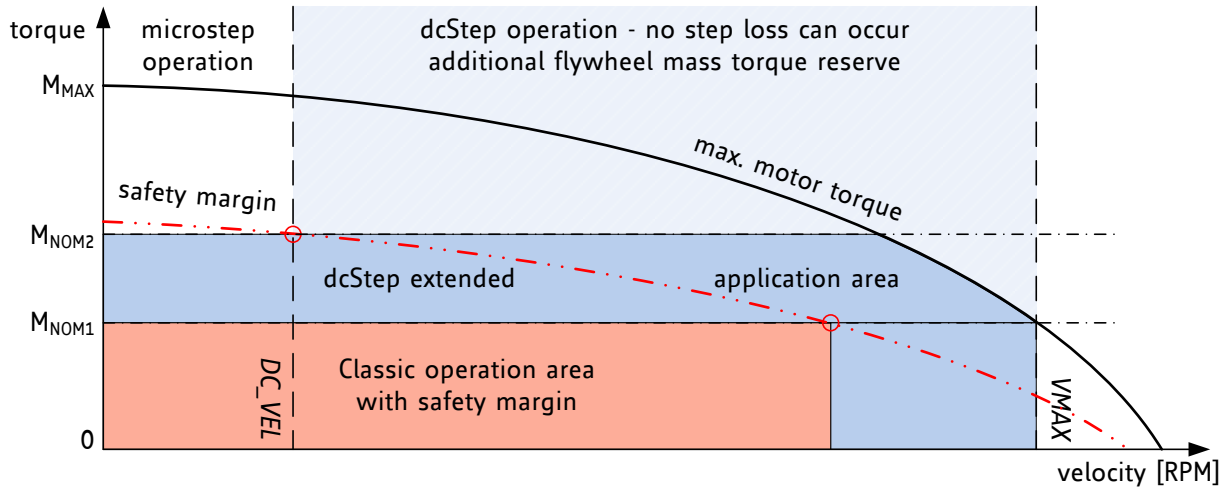 torque
microstep
operation
dcStep operation - no step loss can occur
additional flywheel mass torque reserve
MMAX
max. motor torque
safety margin
MNOM2
dcStep extended
application area
MNOM1
Classic operation area
with safety margin
DC_VEL
VMAX
0
velocity [RPM]